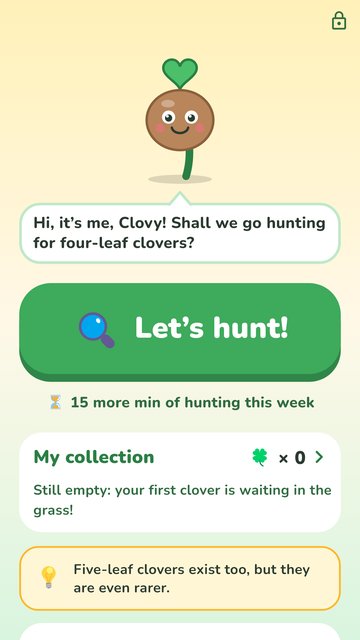 Hi, it’s me, Clovy! Shall we go hunting
for four-leaf clovers?
Let’s hunt!
15 more min of hunting this week
My collection
× 0
Still empty: your first clover is waiting in the
grass!
Five-leaf clovers exist too, but they
are even rarer.